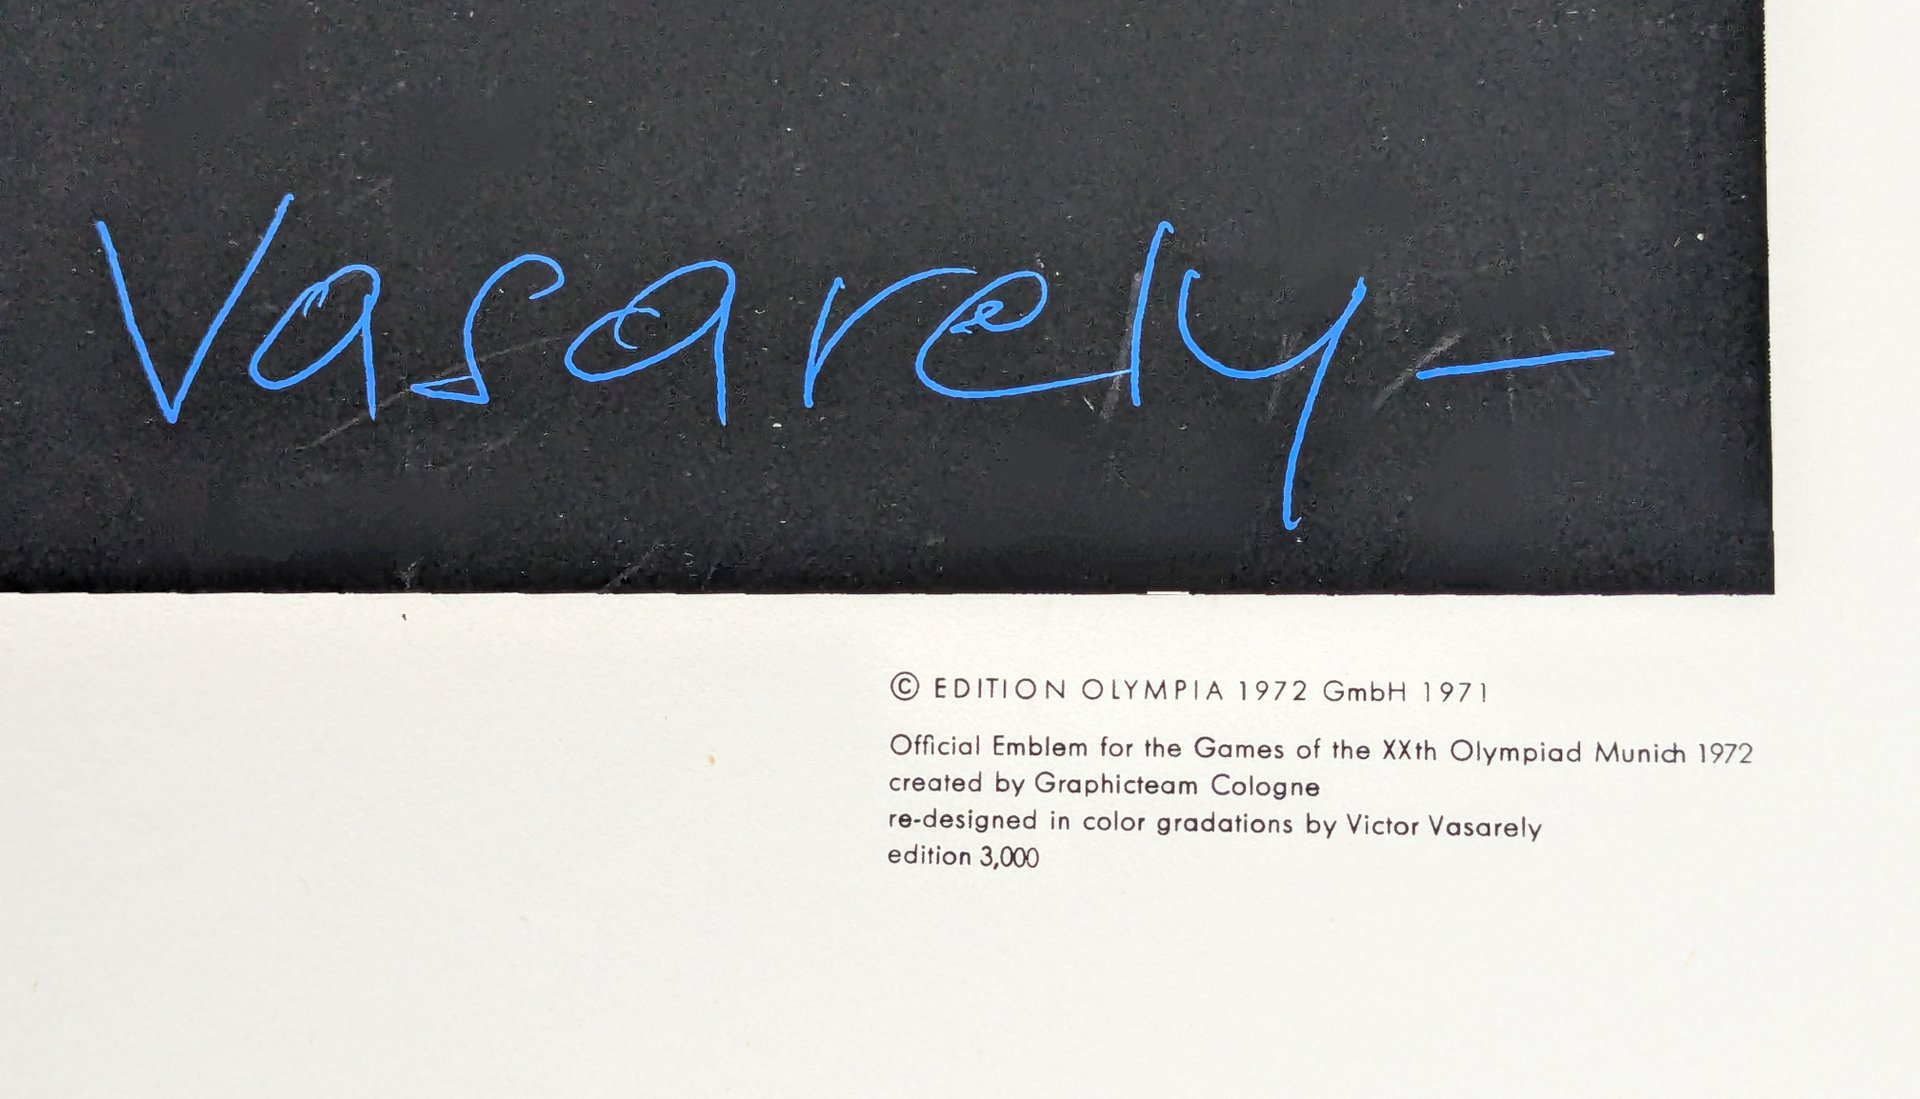 Vasarely –
© EDITION OLYMPIA 1972 GmbH 1971
Official Emblem for the Games of the XXth Olympiad Munich 1972
created by Graphicteam Cologne
re-designed in color gradations by Victor Vasarely
edition 3,000